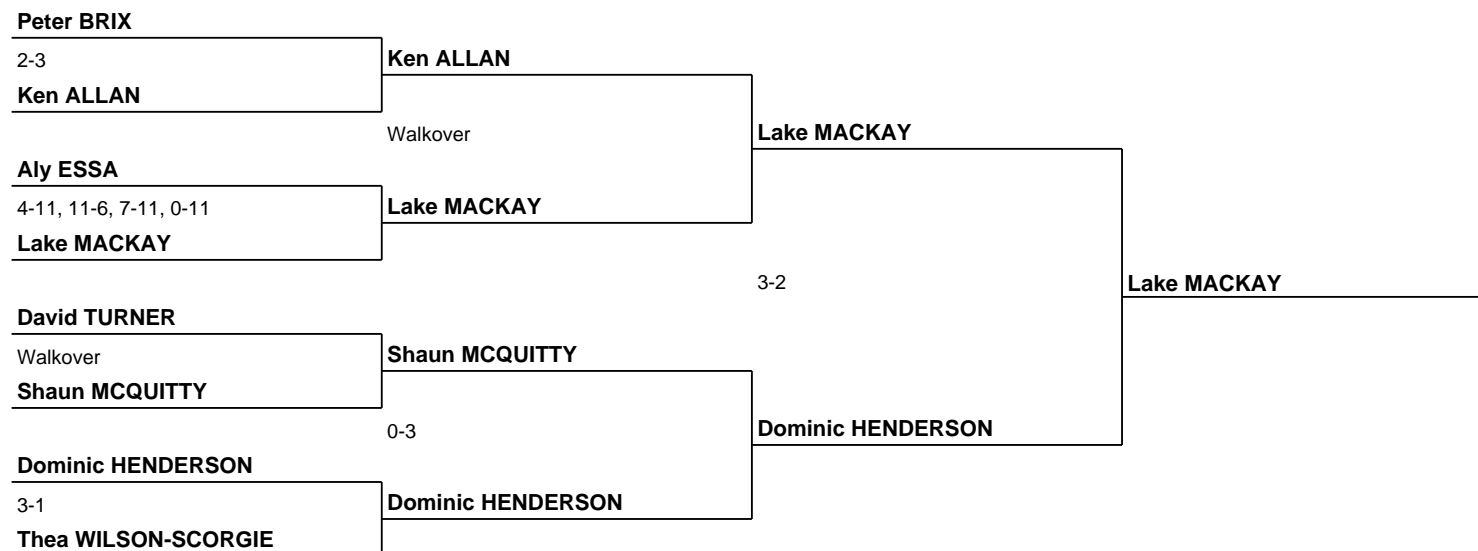 Peter BRIX
2-3
Ken ALLAN
Ken ALLAN
Walkover
Lake MACKAY
Aly ESSA
4-11, 11-6, 7-11, 0-11
Lake MACKAY
Lake MACKAY
3-2
Lake MACKAY
David TURNER
Walkover
Shaun MCQUITTY
Shaun MCQUITTY
0-3
Dominic HENDERSON
Dominic HENDERSON
3-1
Dominic HENDERSON
Thea WILSON-SCORGIE